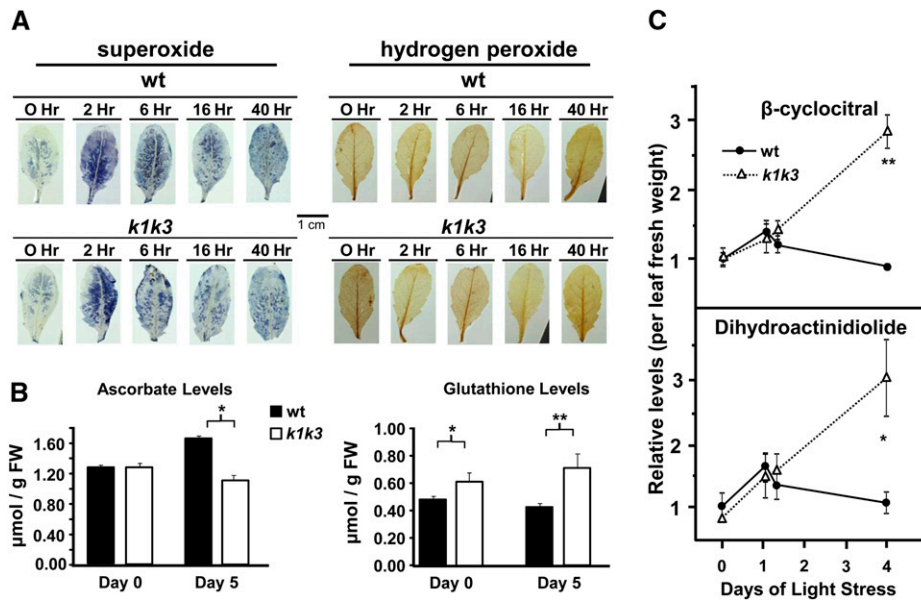 A
superoxide
wt
O Hr 2 Hr 6 Hr 16 Hr 40 Hr
k1k3
O Hr 2 Hr 6 Hr 16 Hr 40 Hr
hydrogen peroxide
wt
O Hr 2 Hr 6 Hr 16 Hr 40 Hr
1 cm
k1k3
O Hr 2 Hr 6 Hr 16 Hr 40 Hr
B
Ascorbate Levels
µmol / g FW
1.60
1.20
0.80
0.40
0.00
*
Day 0 Day 5
wt
k1k3
Glutathione Levels
µmol / g FW
1.00
0.80
0.60
0.40
0.20
0.00
*
**
Day 0 Day 5
C
Relative levels (per leaf fresh weight)
β-cyclocitral
wt
k1k3
3
2
1
**
Dihydroactinidiolide
3
2
1
*
0 1 2 3 4
Days of Light Stress